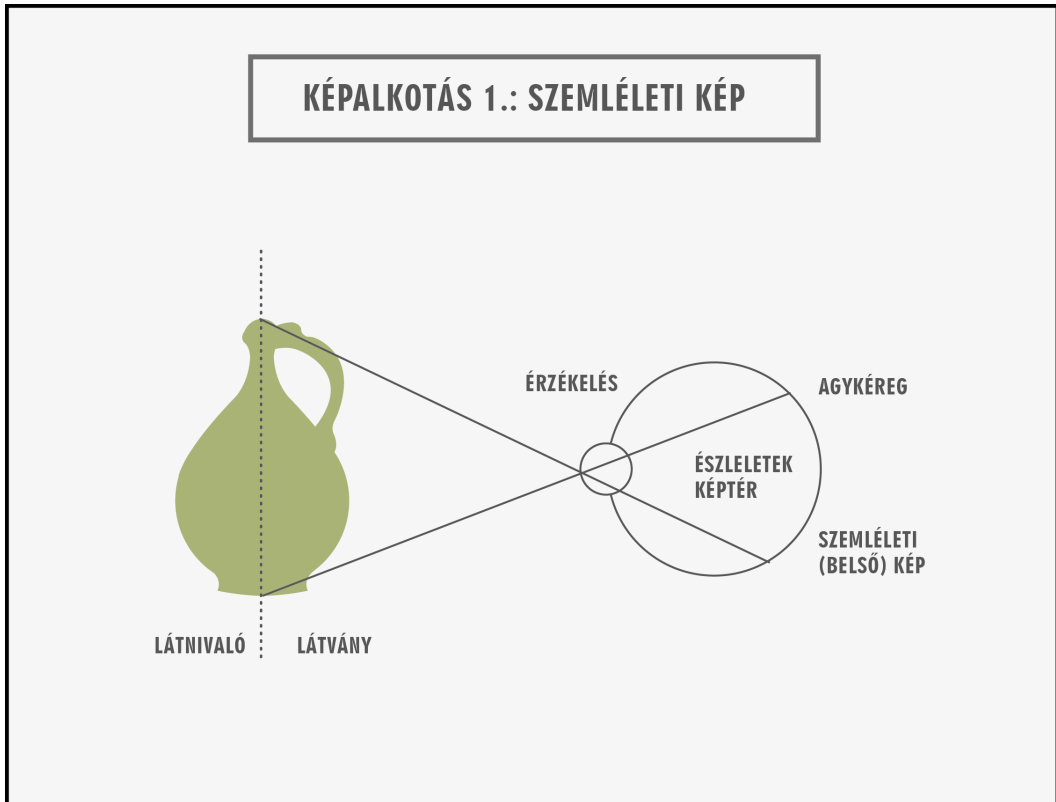 KÉPALKOTÁS 1.: SZEMLÉLETI KÉP
ÉRZÉKELÉS
AGYKÉREG
ÉSZLELETEK
KÉPTÉR
SZEMLÉLETI
(BELSŐ) KÉP
LÁTNIVALÓ
LÁTVÁNY